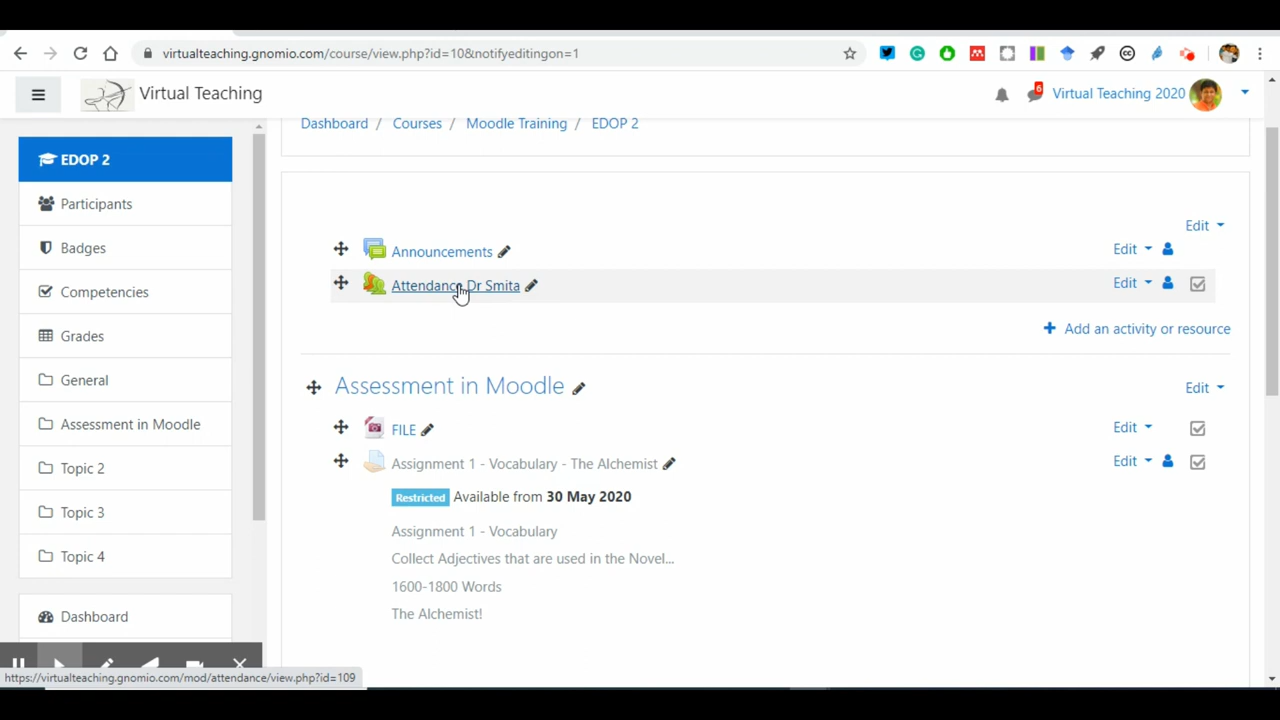 virtualteaching.gnomio.com/course/view.php?id=10&notifyeditingon=1
Virtual Teaching
6
Virtual Teaching 2020
Dashboard / Courses / Moodle Training / EDOP 2
EDOP 2
Participants
Badges
Competencies
Grades
General
Assessment in Moodle
Topic 2
Topic 3
Topic 4
Dashboard
Edit
Announcements Edit
Attendance Dr Smita Edit
Add an activity or resource
Assessment in Moodle Edit
FILE Edit
Assignment 1 - Vocabulary - The Alchemist Edit
Restricted Available from 30 May 2020
Assignment 1 - Vocabulary
Collect Adjectives that are used in the Novel...
1600-1800 Words
The Alchemist!
https://virtualteaching.gnomio.com/mod/attendance/view.php?id=109